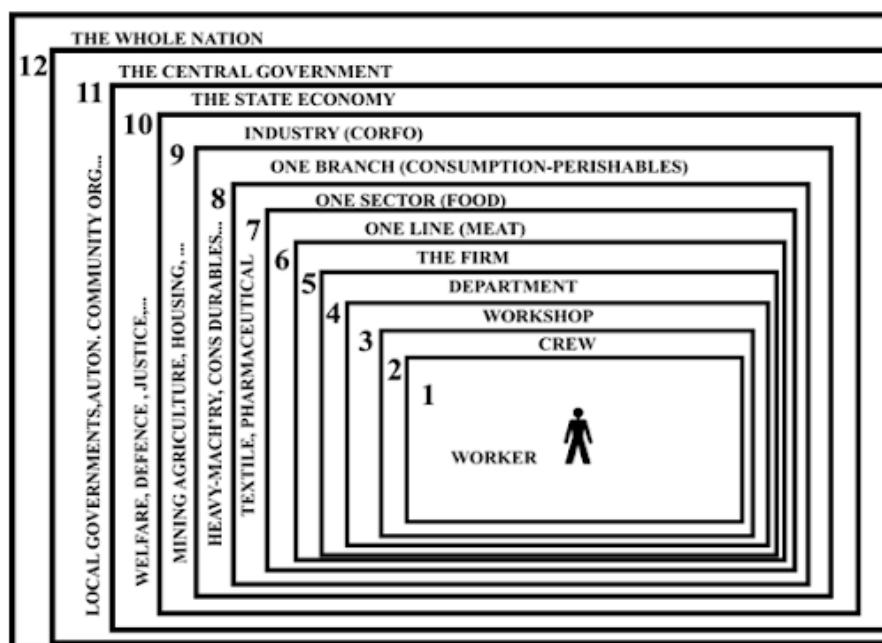 THE WHOLE NATION
12
THE CENTRAL GOVERNMENT
11
THE STATE ECONOMY
10
INDUSTRY (CORFO)
9
ONE BRANCH (CONSUMPTION-PERISHABLES)
8
ONE SECTOR (FOOD)
7
ONE LINE (MEAT)
6
THE FIRM
5
DEPARTMENT
4
WORKSHOP
3
CREW
2
1
WORKER
LOCAL GOVERNMENTS,AUTON, COMMUNITY ORG...
WELFARE, DEFENCE , JUSTICE,...
MINING AGRICULTURE, HOUSING, ...
HEAVY-MACH'RY, CONS DURABLES...
TEXTILE, PHARMACEUTICAL